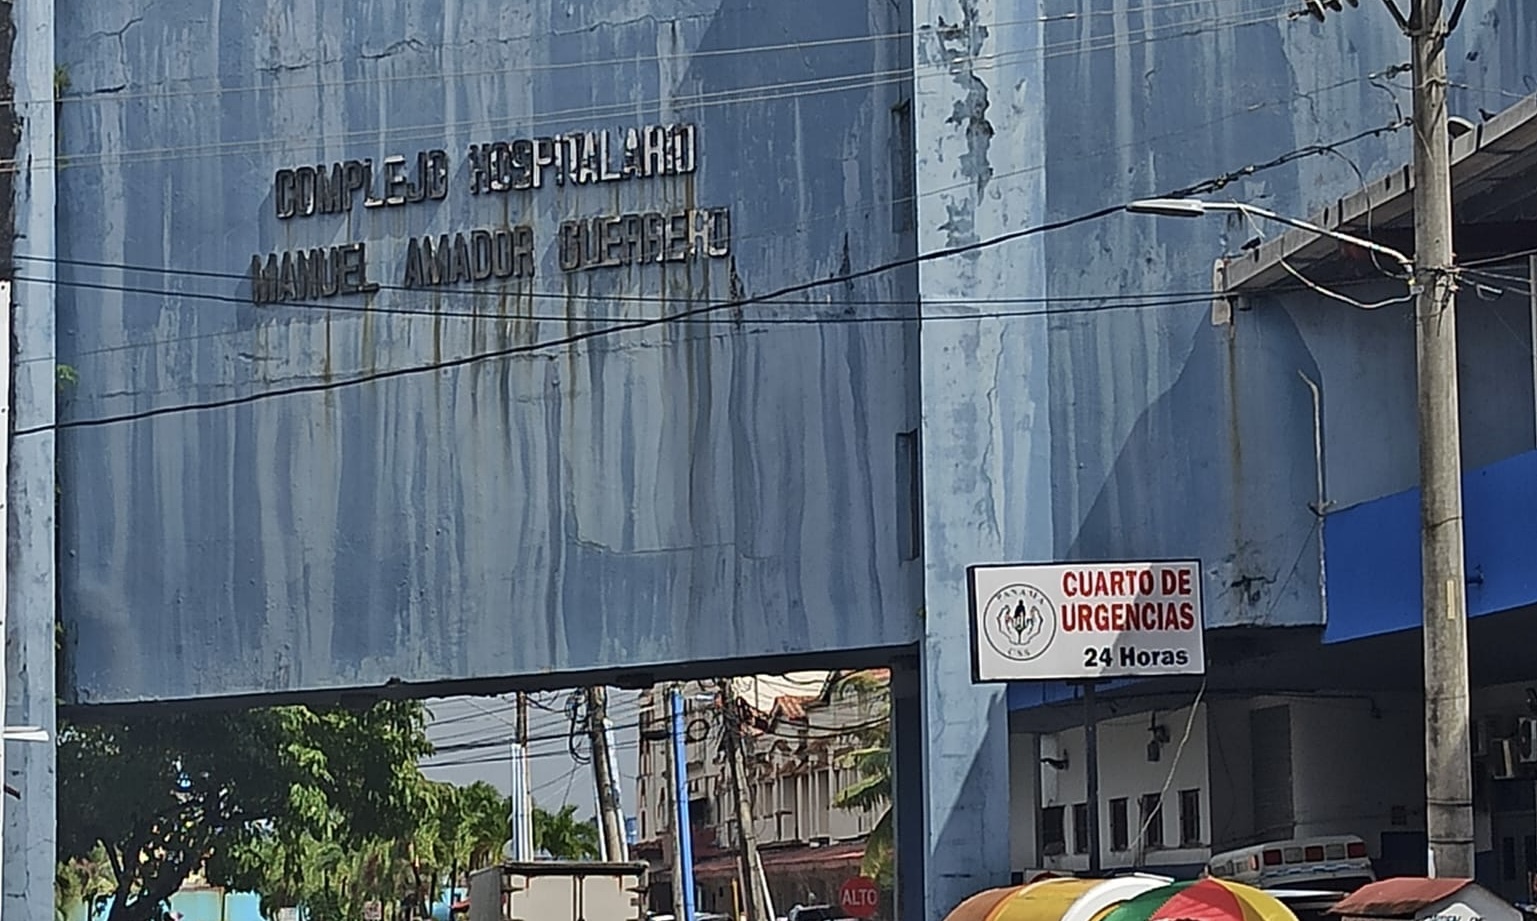 COMPLEJO HOSPITALARIO
MANUEL AMADOR GUERRERO
PANAMA
CSS
CUARTO DE
URGENCIAS
24 Horas
ALTO